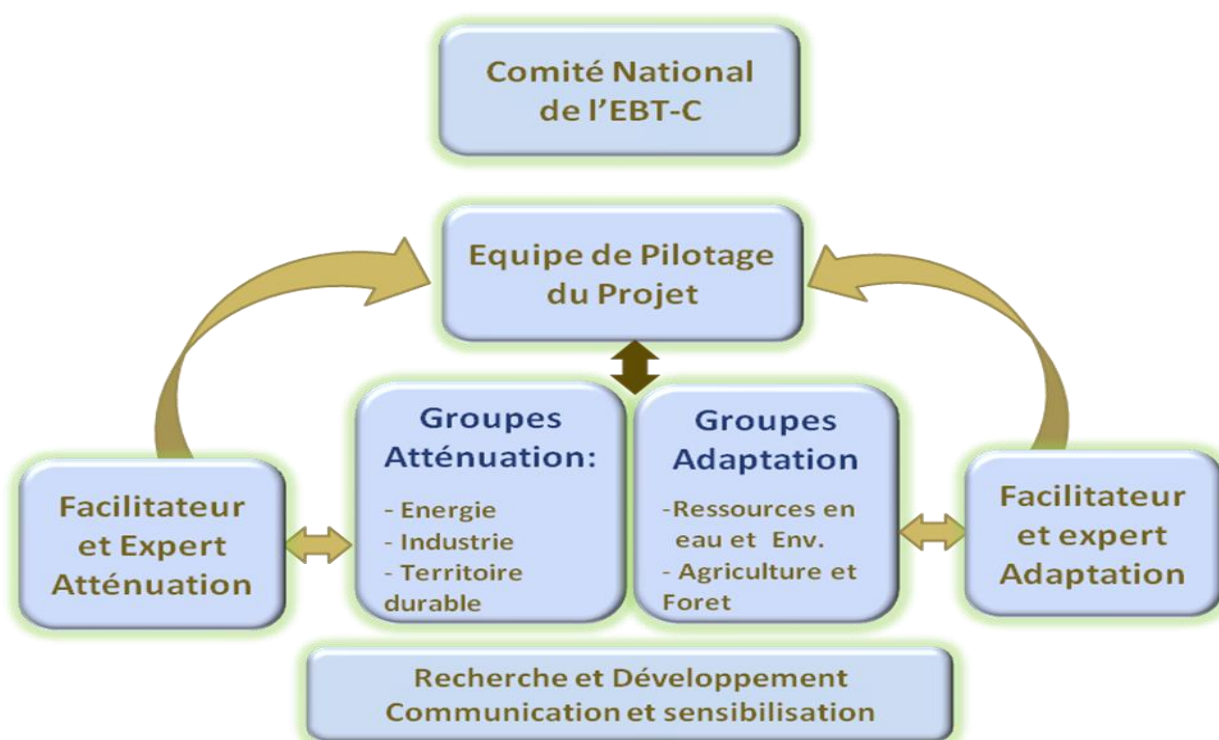 Comité National
de l'EBT-C
Equipe de Pilotage
du Projet
Groupes
Atténuation:
- Energie
- Industrie
- Territoire
durable
Groupes
Adaptation
-Ressources en
eau et Env.
- Agriculture et
Foret
Facilitateur
et Expert
Atténuation
Facilitateur
et expert
Adaptation
Recherche et Développement
Communication et sensibilisation